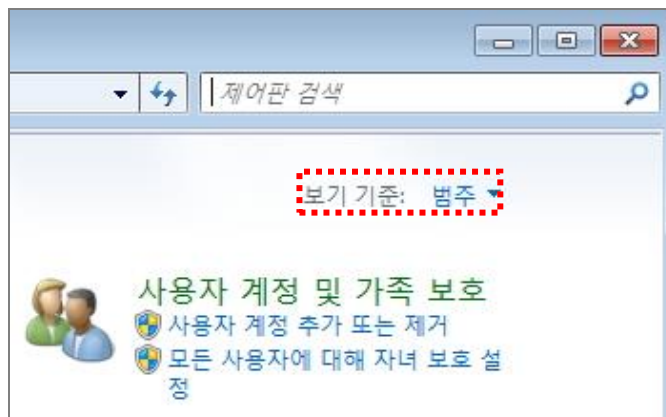 제어판 검색
보기 기준: 범주
사용자 계정 및 가족 보호
사용자 계정 추가 또는 제거
모든 사용자에 대해 자녀 보호 설
정